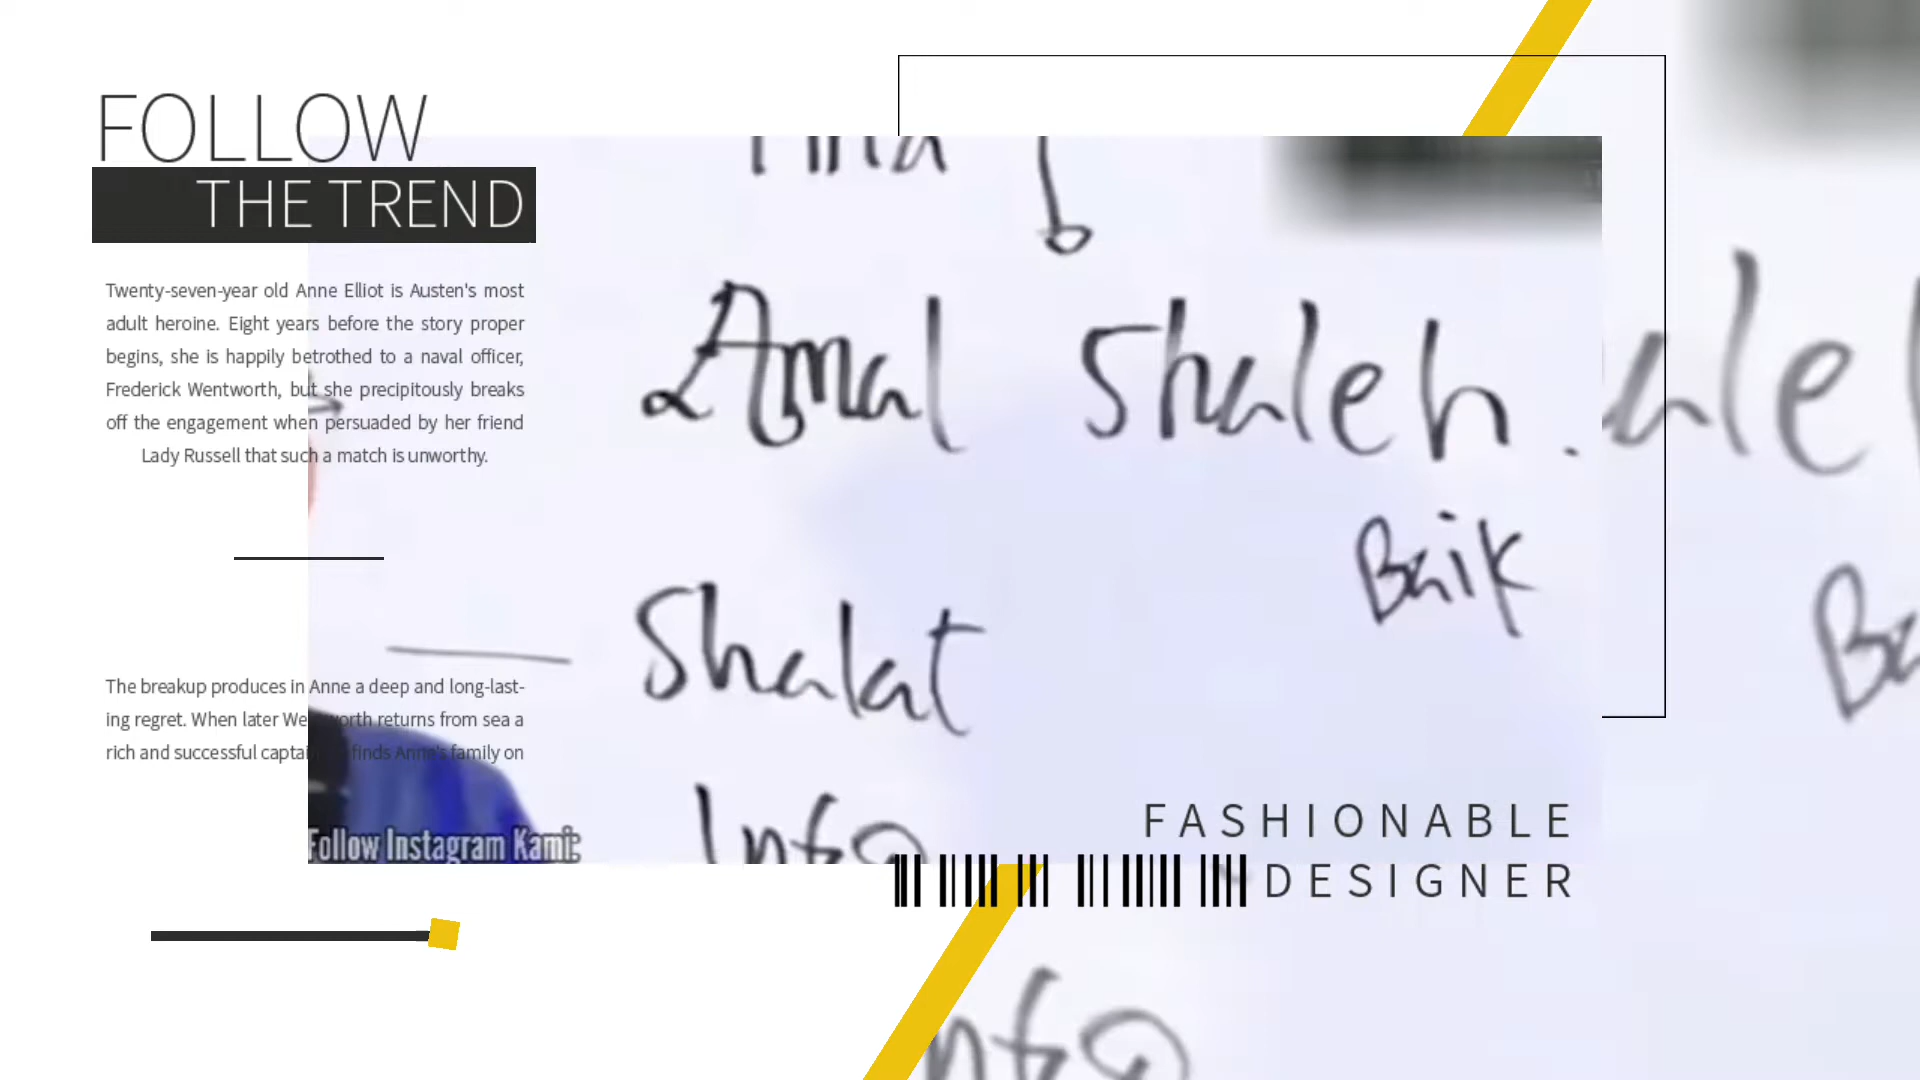 FOLLOW
THE TREND
Twenty-seven-year old Anne Elliot is Austen's most
adult heroine. Eight years before the story proper
begins, she is happily betrothed to a naval officer,
Frederick Wentworth, but she precipitously breaks
off the engagement when persuaded by her friend
Lady Russell that such a match is unworthy.
The breakup produces in Anne a deep and long-last-
ing regret. When later Wentworth returns from sea a
rich and successful captain finds Anne's family on
Amal Shaleh.
Baik
Shalat
Infa
Follow Instagram Kami:
FASHIONABLE
DESIGNER